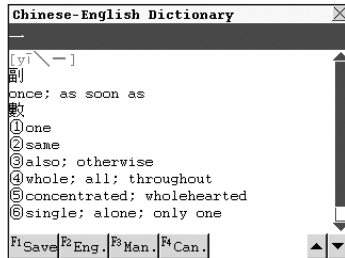 Chinese-English Dictionary
一
[yī＼ー]
副
once; as soon as
數
①one
②same
③also; otherwise
④whole; all; throughout
⑤concentrated; wholehearted
⑥single; alone; only one
F1Save F2Eng. F3Man. F4Can.